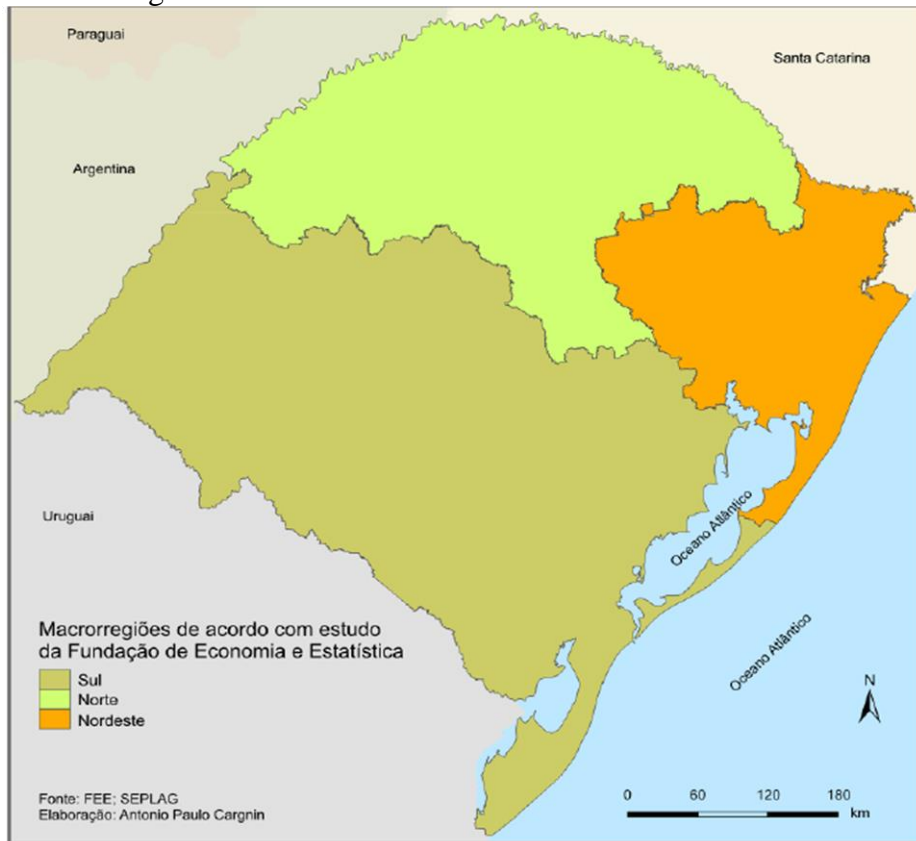 Paraguai
Santa Catarina
Argentina
Uruguai
Oceano Atlântico
Oceano Atlântico
Macrorregiões de acordo com estudo
da Fundação de Economia e Estatística
Sul
Norte
Nordeste
N
Fonte: FEE; SEPLAG
Elaboração: Antonio Paulo Cargnin
0 60 120 180
km